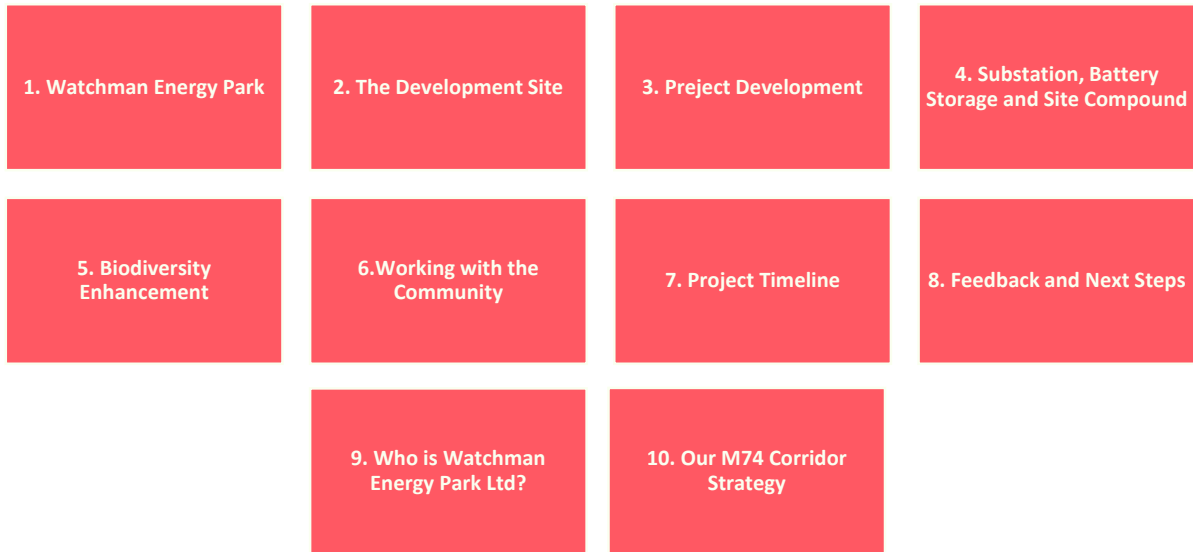 1. Watchman Energy Park
2. The Development Site
3. Preject Development
4. Substation, Battery
Storage and Site Compound
5. Biodiversity
Enhancement
6.Working with the
Community
7. Project Timeline
8. Feedback and Next Steps
9. Who is Watchman
Energy Park Ltd?
10. Our M74 Corridor
Strategy